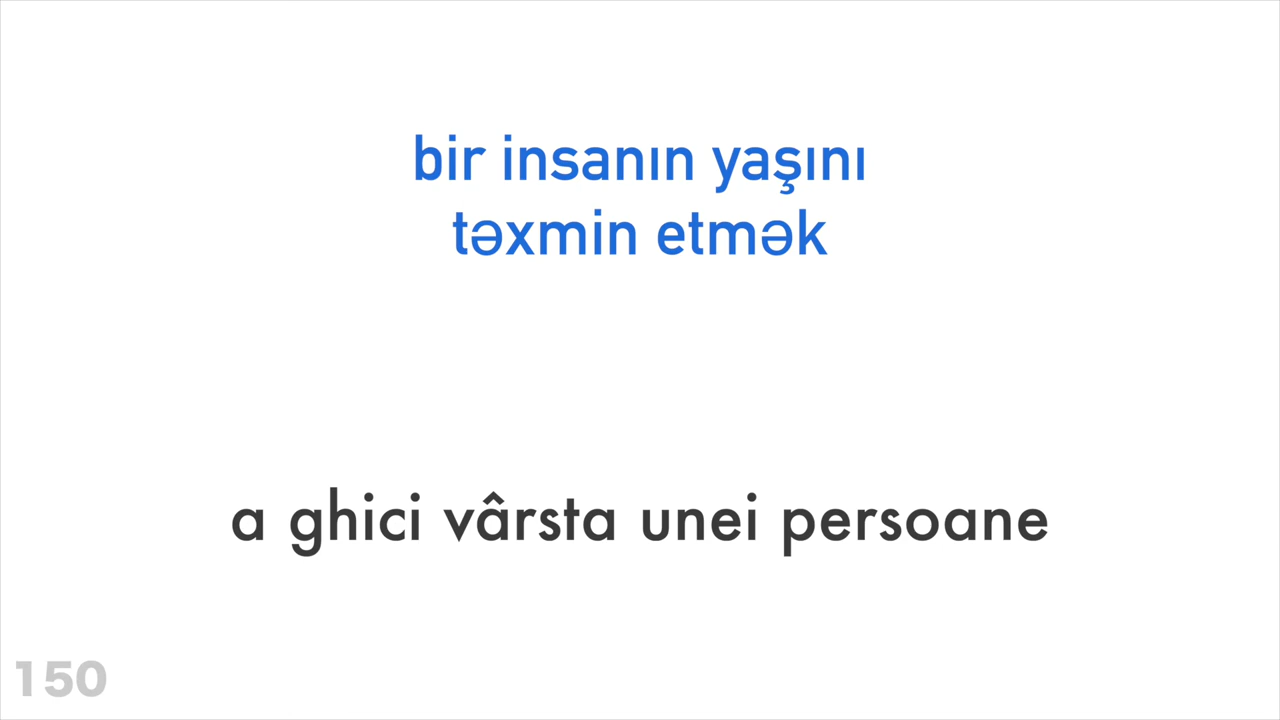 bir insanın yaşını
təxmin etmək
a ghici vârsta unei persoane
150